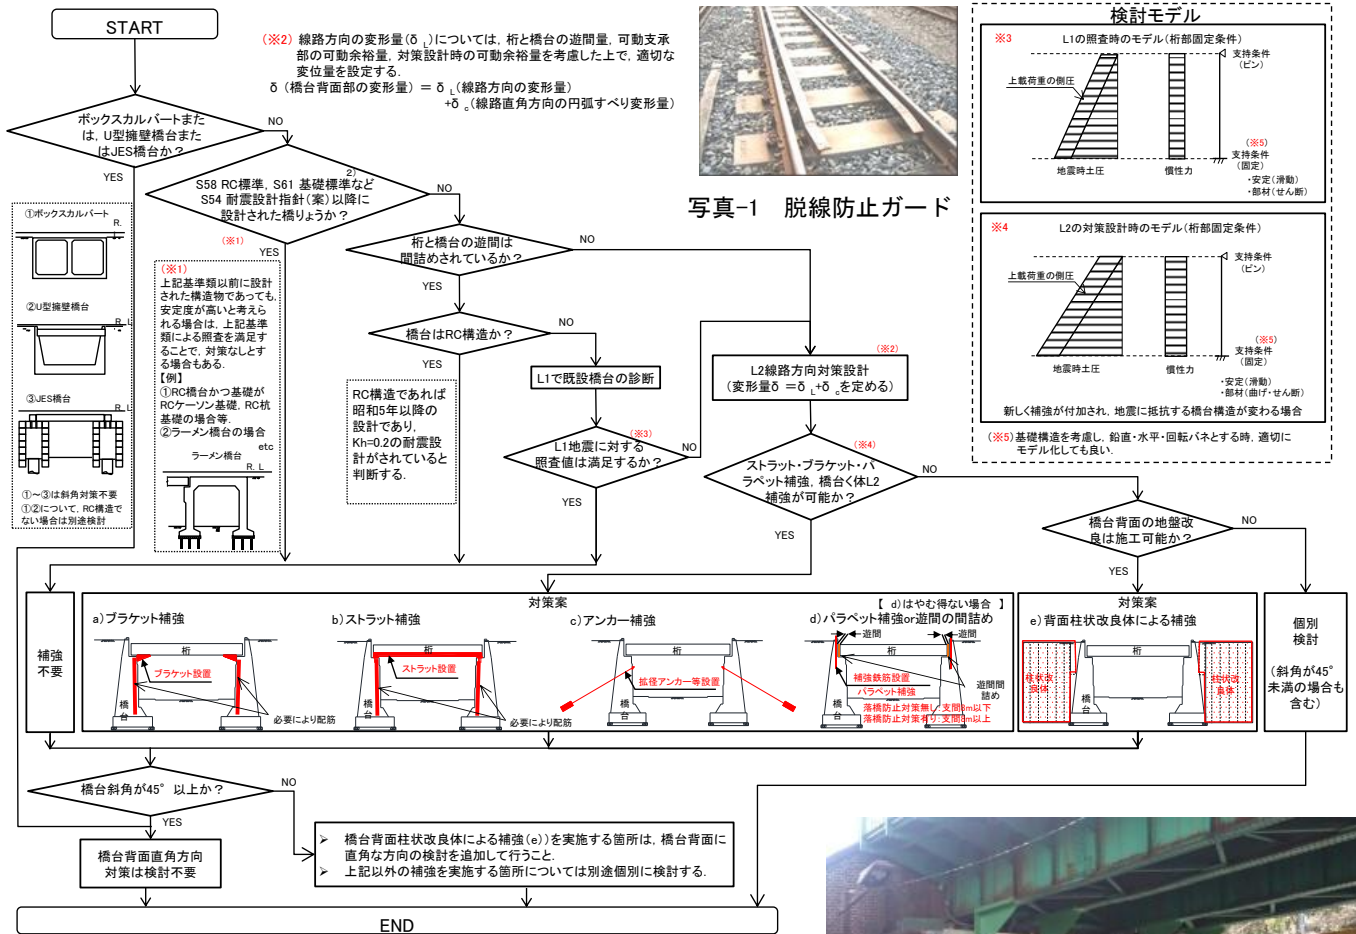 START
(※2) 線路方向の変形量(δ L)については, 桁と橋台の遊間量, 可動支承
部の可動余裕量, 対策設計時の可動余裕量を考慮した上で, 適切な
変位量を設定する.
δ (橋台背面部の変形量) = δ L(線路方向の変形量)
+δ c(線路直角方向の円弧すべり変形量)
ボックスカルバートまた
は, U型擁壁橋台また
はJES橋台か?
NO
YES
2)
S58 RC標準, S61 基礎標準など
S54 耐震設計指針(案)以降に
設計された橋りょうか?
NO
(※1)
YES
桁と橋台の遊間は
間詰めされているか?
NO
YES
橋台はRC構造か?
NO
YES
L1で既設橋台の診断
(※3)
L1地震に対する
照査値は満足するか?
NO
YES
(※2)
L2線路方向対策設計
(変形量δ =δ L+δ cを定める)
(※4)
ストラット・ブラケット・パ
ラペット補強, 橋台く体L2
補強が可能か?
NO
YES
橋台背面の地盤改
良は施工可能か?
NO
YES
①ボックスカルバート
R.
L
②U型擁壁橋台
R. L
③JES橋台
R. L
①~③は斜角対策不要
①②について, RC構造で
ない場合は別途検討
(※1)
上記基準類以前に設計
された構造物であっても,
安定度が高いと考えら
れる場合は, 上記基準
類による照査を満足す
ることで, 対策なしとす
る場合もある.
【例】
①RC橋台かつ基礎が
RCケーソン基礎, RC杭
基礎の場合等.
②ラーメン橋台の場合
etc
ラーメン橋台
R. L
RC構造であれば
昭和5年以降の
設計であり,
Kh=0.2の耐震設
計がされていると
判断する.
写真-1 脱線防止ガード
検討モデル
※3
L1の照査時のモデル(桁部固定条件)
支持条件
(ピン)
上載荷重の側圧
(※5)
支持条件
(固定)
地震時土圧
慣性力
・安定(滑動)
・部材(せん断)
※4
L2の対策設計時のモデル(桁部固定条件)
支持条件
(ピン)
上載荷重の側圧
(※5)
支持条件
(固定)
地震時土圧
慣性力
・安定(滑動)
・部材(曲げ・せん断)
新しく補強が付加され, 地震に抵抗する橋台構造が変わる場合
(※5)基礎構造を考慮し, 鉛直・水平・回転バネとする時, 適切に
モデル化しても良い.
補強
不要
対策案
【 d)はやむ得ない場合 】
a)ブラケット補強
桁
ブラケット設置
橋
台
必要により配筋
b)ストラット補強
桁
ストラット設置
橋
台
必要により配筋
c)アンカー補強
桁
拡径アンカー等設置
橋
台
d)パラペット補強or遊間の間詰め
遊間
遊間
桁
補強鉄筋設置
パラペット補強
遊間間
詰め
橋
台
落橋防止対策無し:支間8m以下
落橋防止対策有り:支間8m以上
対策案
e)背面柱状改良体による補強
桁
柱状改
良体
柱状改
良体
橋
台
個別
検討
(斜角が45°
未満の場合も
含む)
橋台斜角が45° 以上か?
NO
YES
橋台背面直角方向
対策は検討不要
➢ 橋台背面柱状改良体による補強(e))を実施する箇所は, 橋台背面に
直角な方向の検討を追加して行うこと.
➢ 上記以外の補強を実施する箇所については別途個別に検討する.
END